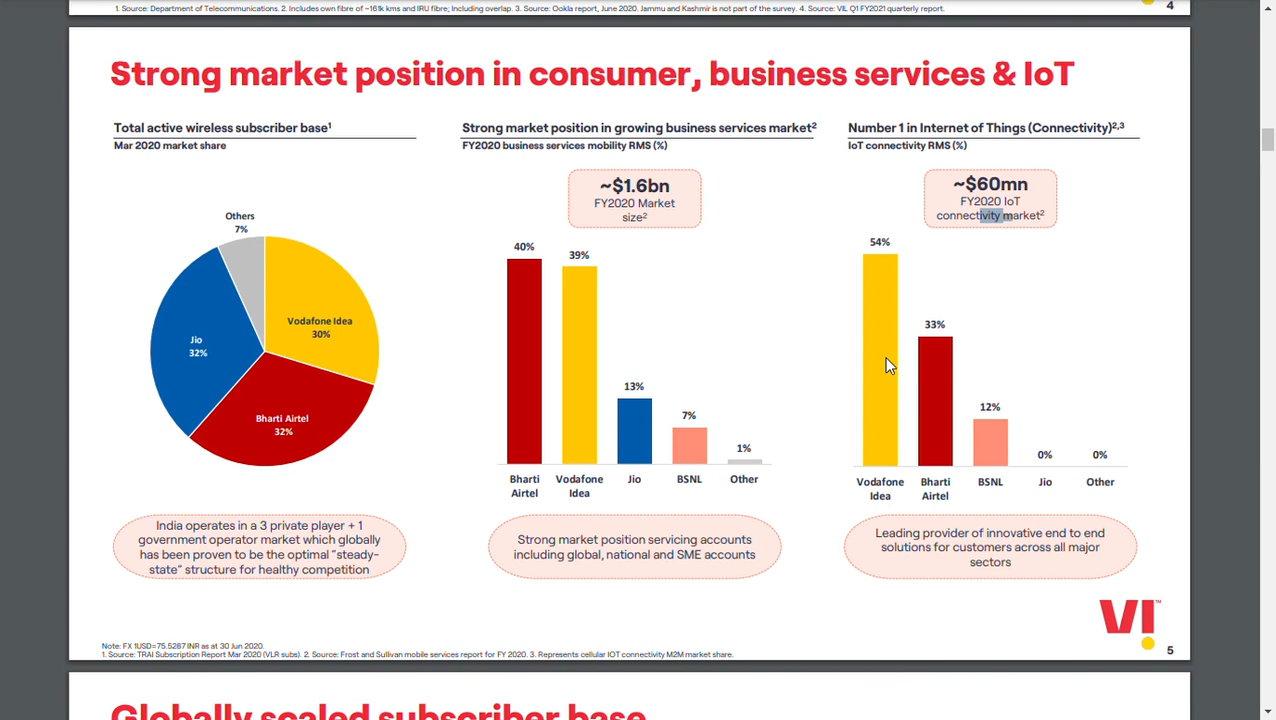 1. Source: Department of Telecommunications. 2. Includes own fibre of ~161k kms and IRU fibre; Including overlap. 3. Source: Ookla report, June 2020. Jammu and Kashmir is not part of the survey. 4. Source: VIL Q1 FY2021 quarterly report.
4
Strong market position in consumer, business services & IoT
Total active wireless subscriber base1
Mar 2020 market share
Others
7%
Vodafone Idea
30%
Jio
32%
Bharti Airtel
32%
India operates in a 3 private player + 1
government operator market which globally
has been proven to be the optimal "steady-
state" structure for healthy competition
Strong market position in growing business services market2
FY2020 business services mobility RMS (%)
~$1.6bn
FY2020 Market
size2
40%
39%
13%
7%
1%
Bharti
Airtel
Vodafone
Idea
Jio
BSNL
Other
Strong market position servicing accounts
including global, national and SME accounts
Number 1 in Internet of Things (Connectivity)2,3
IoT connectivity RMS (%)
~$60mn
FY2020 IoT
connectivity market2
54%
33%
12%
0%
0%
Vodafone
Idea
Bharti
Airtel
BSNL
Jio
Other
Leading provider of innovative end to end
solutions for customers across all major
sectors
VI™
Note: FX 1USD=75.5287 INR as at 30 Jun 2020.
1. Source: TRAI Subscription Report Mar 2020 (VLR subs). 2. Source: Frost and Sullivan mobile services report for FY 2020. 3. Represents cellular IOT connectivity M2M market share.
5
Globally scaled subscriber base